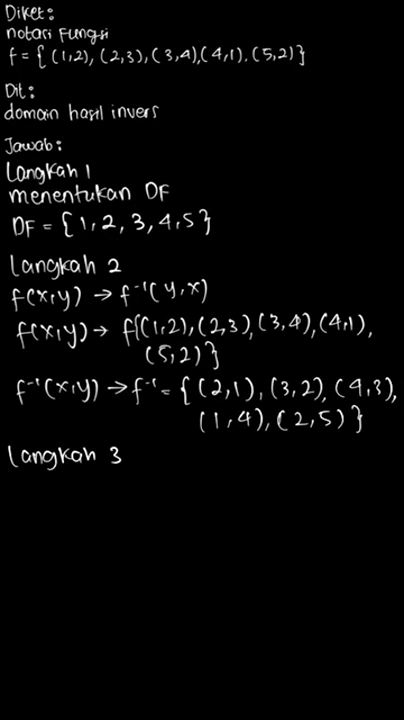 Diket:
notasi Fungsi
f = { (1,2), (2,3), (3,4), (4,1), (5,2) }
Dit:
domain hasil invers
Jawab:
Langkah 1
menentukan DF
DF = { 1, 2, 3, 4, 5 }
Langkah 2
f(x,y) → f⁻¹(y,x)
f(x,y) → f{(1,2), (2,3), (3,4), (4,1),
(5,2) }
f⁻¹(x,y) → f⁻¹ = { (2,1), (3,2), (4,3),
(1,4), (2,5) }
Langkah 3